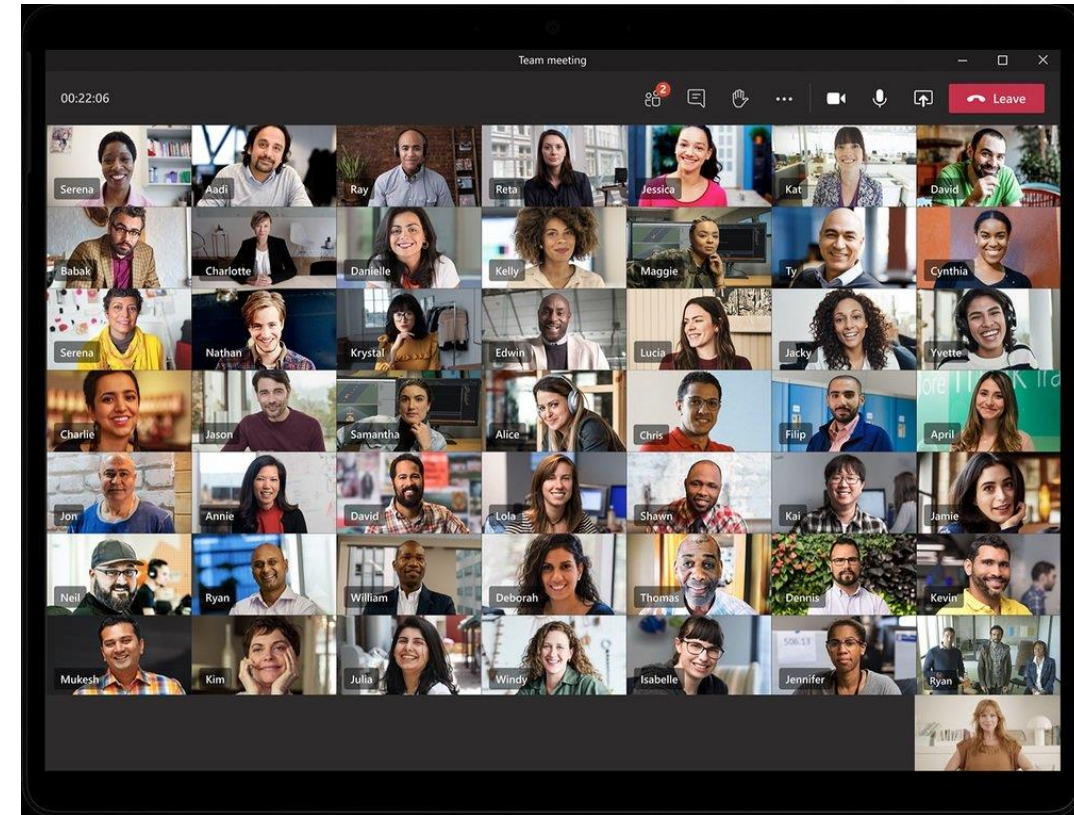 Team meeting
00:22:06
2
Leave
Serena
Aadi
Ray
Reta
Jessica
Kat
David
Babak
Charlotte
Danielle
Kelly
Maggie
Ty
Cynthia
Serena
Nathan
Krystal
Edwin
Lucia
Jacky
Yvette
Charlie
Jason
Samantha
Alice
Chris
Filip
April
Jon
Annie
David
Lola
Shawn
Kai
Jamie
Neil
Ryan
William
Deborah
Thomas
Dennis
Kevin
506.13
Mukesh
Kim
Julia
Windy
Isabelle
Jennifer
Ryan